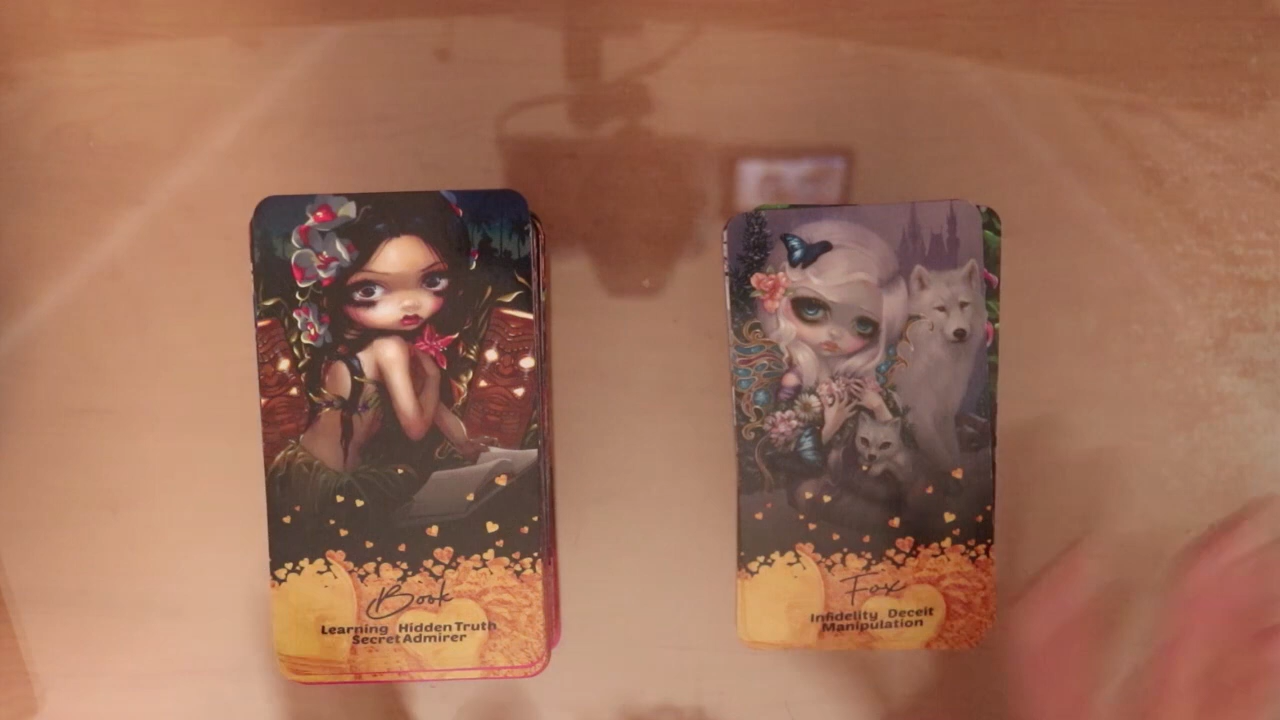 Book
Learning Hidden Truth
Secret Admirer
Fox
Infidelity Deceit
Manipulation